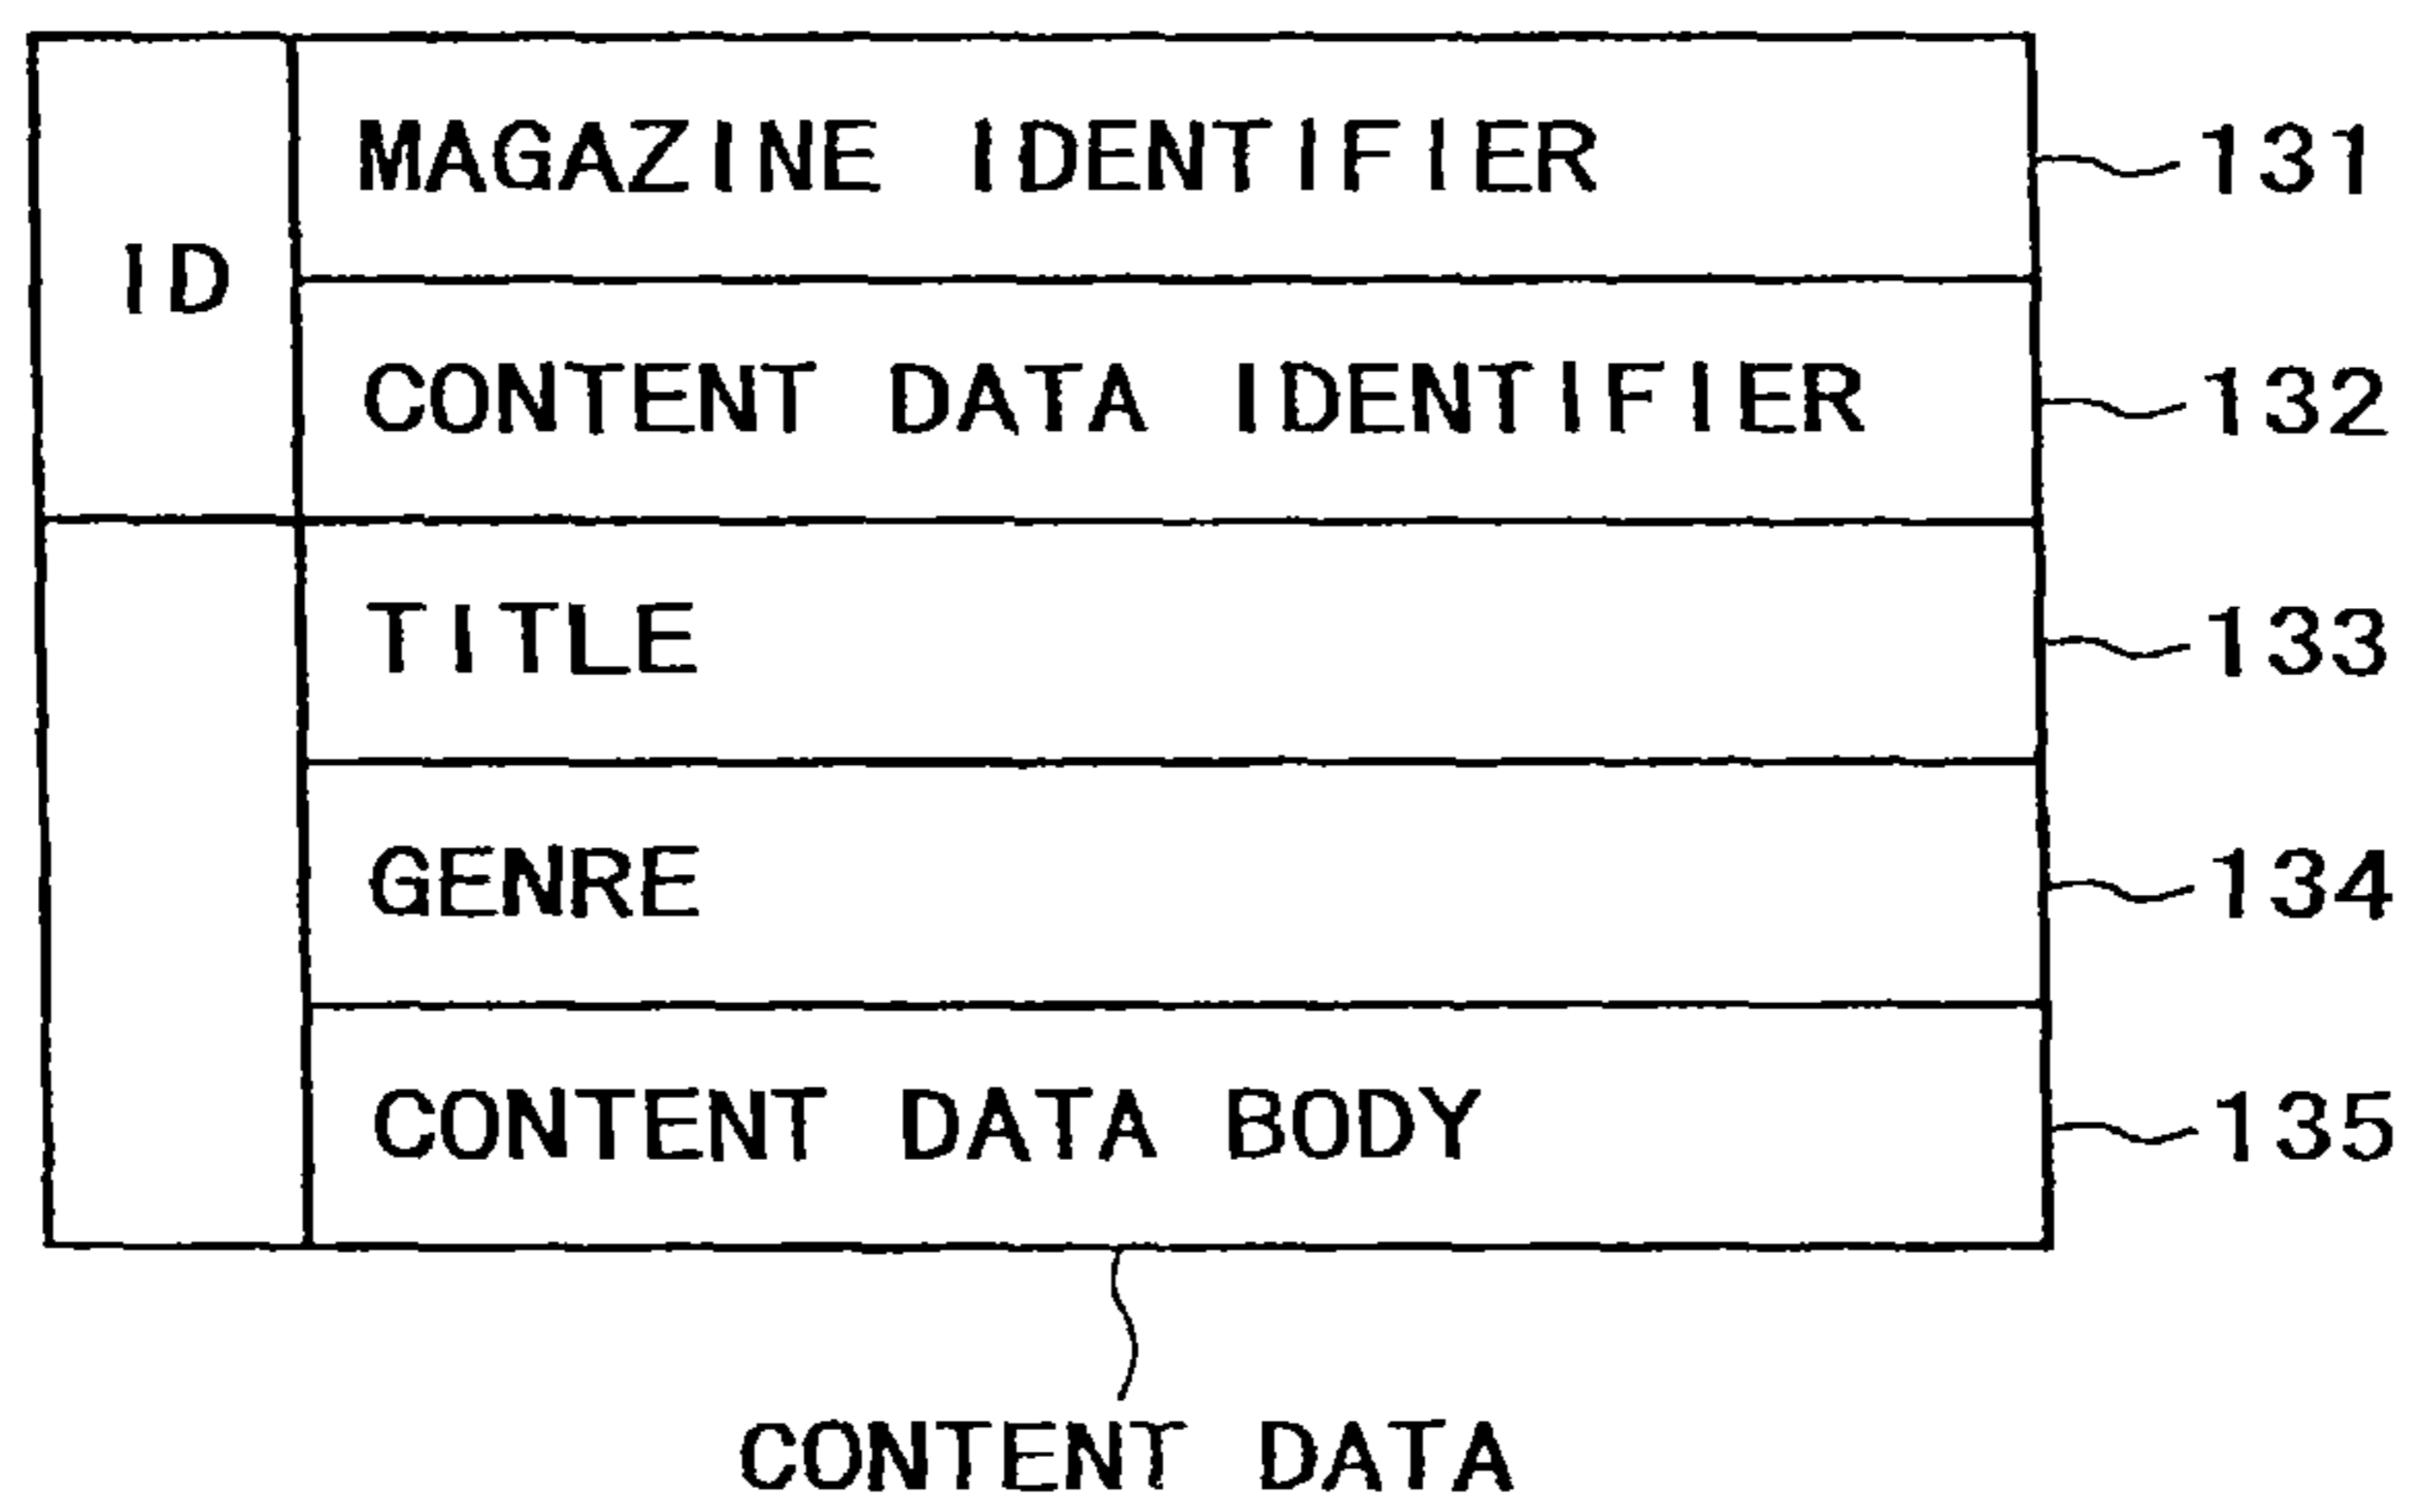 MAGAZINE IDENTIFIER 131
ID
CONTENT DATA IDENTIFIER 132
TITLE 133
GENRE 134
CONTENT DATA BODY 135
CONTENT DATA